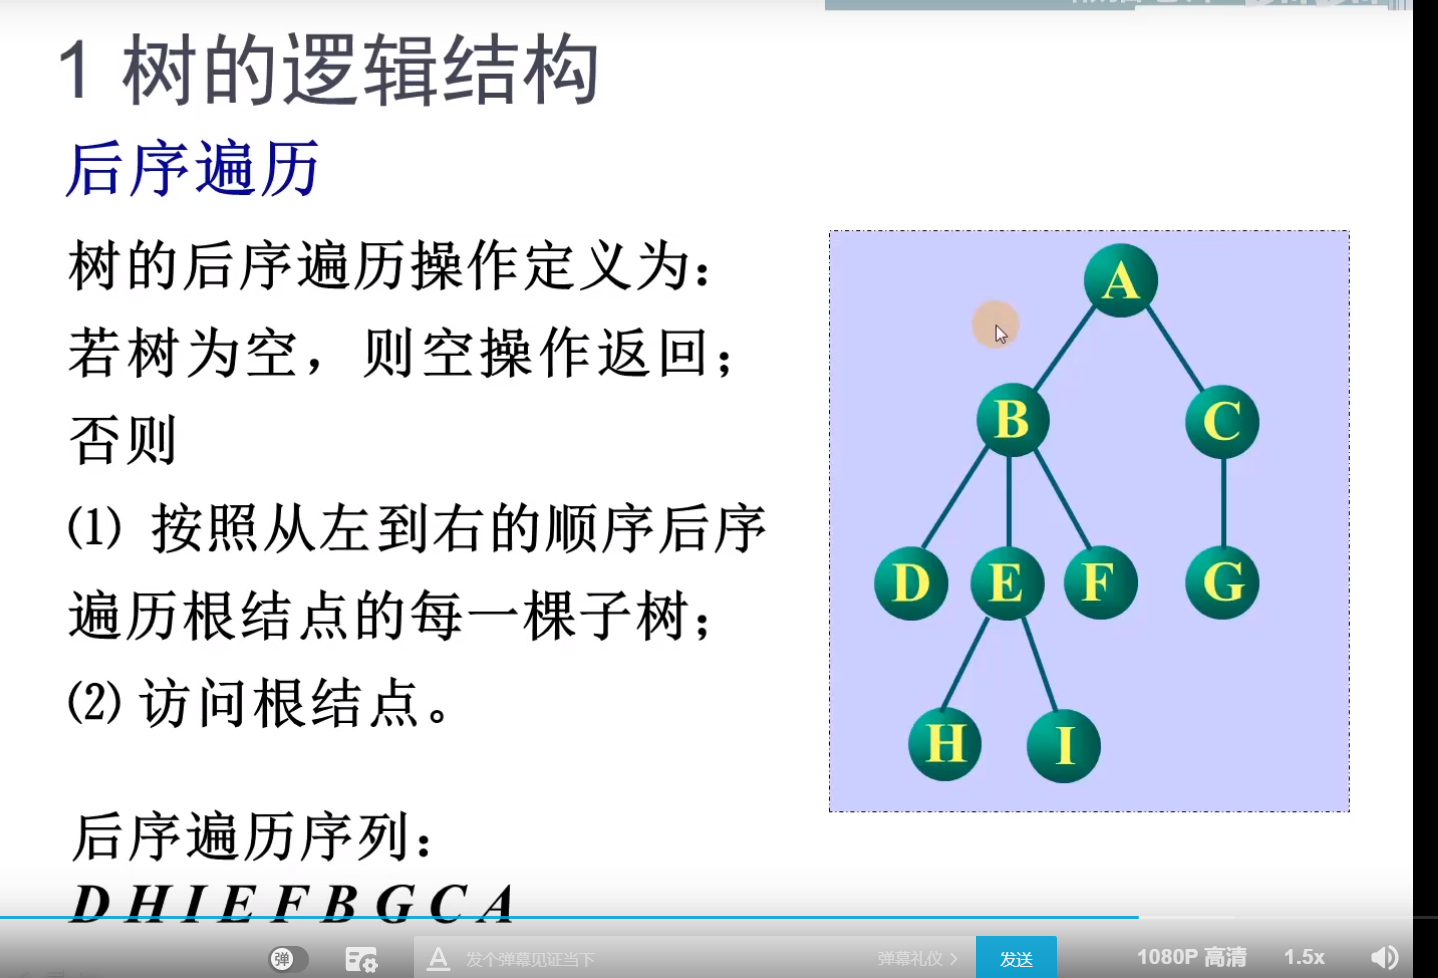 1 树的逻辑结构
后序遍历
树的后序遍历操作定义为：
若树为空，则空操作返回；
否则
⑴ 按照从左到右的顺序后序
遍历根结点的每一棵子树；
⑵ 访问根结点。
后序遍历序列：
D H I E F B G C A
A
B
C
D
E
F
G
H
I
弹
A
发个弹幕见证当下
弹幕礼仪 >
发送
1080P 高清
1.5x